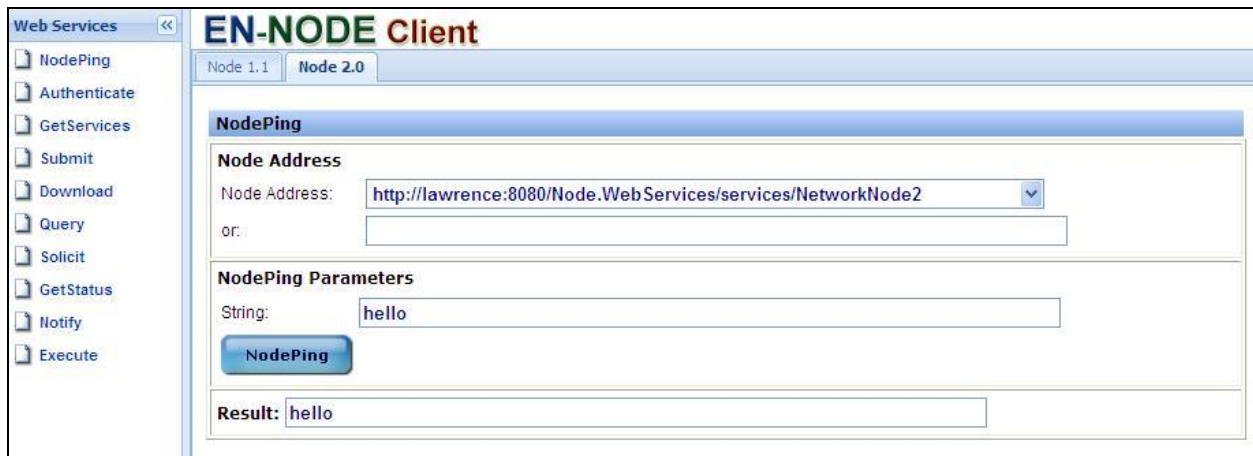 Web Services «
NodePing
Authenticate
GetServices
Submit
Download
Query
Solicit
GetStatus
Notify
Execute
EN-NODE Client
Node 1.1 Node 2.0
NodePing
Node Address
Node Address: http://lawrence:8080/Node.WebServices/services/NetworkNode2
or:
NodePing Parameters
String: hello
NodePing
Result: hello